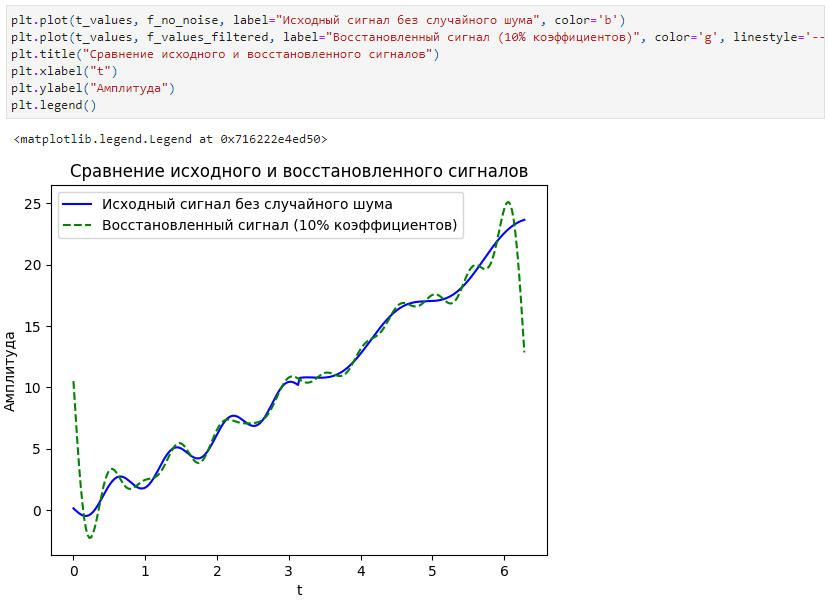 plt.plot(t_values, f_no_noise, label="Исходный сигнал без случайного шума", color='b')
plt.plot(t_values, f_values_filtered, label="Восстановленный сигнал (10% коэффициентов)", color='g', linestyle='--
plt.title("Сравнение исходного и восстановленного сигналов")
plt.xlabel("t")
plt.ylabel("Амплитуда")
plt.legend()
<matplotlib.legend.Legend at 0x716222e4ed50>
Сравнение исходного и восстановленного сигналов
Исходный сигнал без случайного шума
Восстановленный сигнал (10% коэффициентов)
25
20
15
10
5
0
Амплитуда
0 1 2 3 4 5 6
t